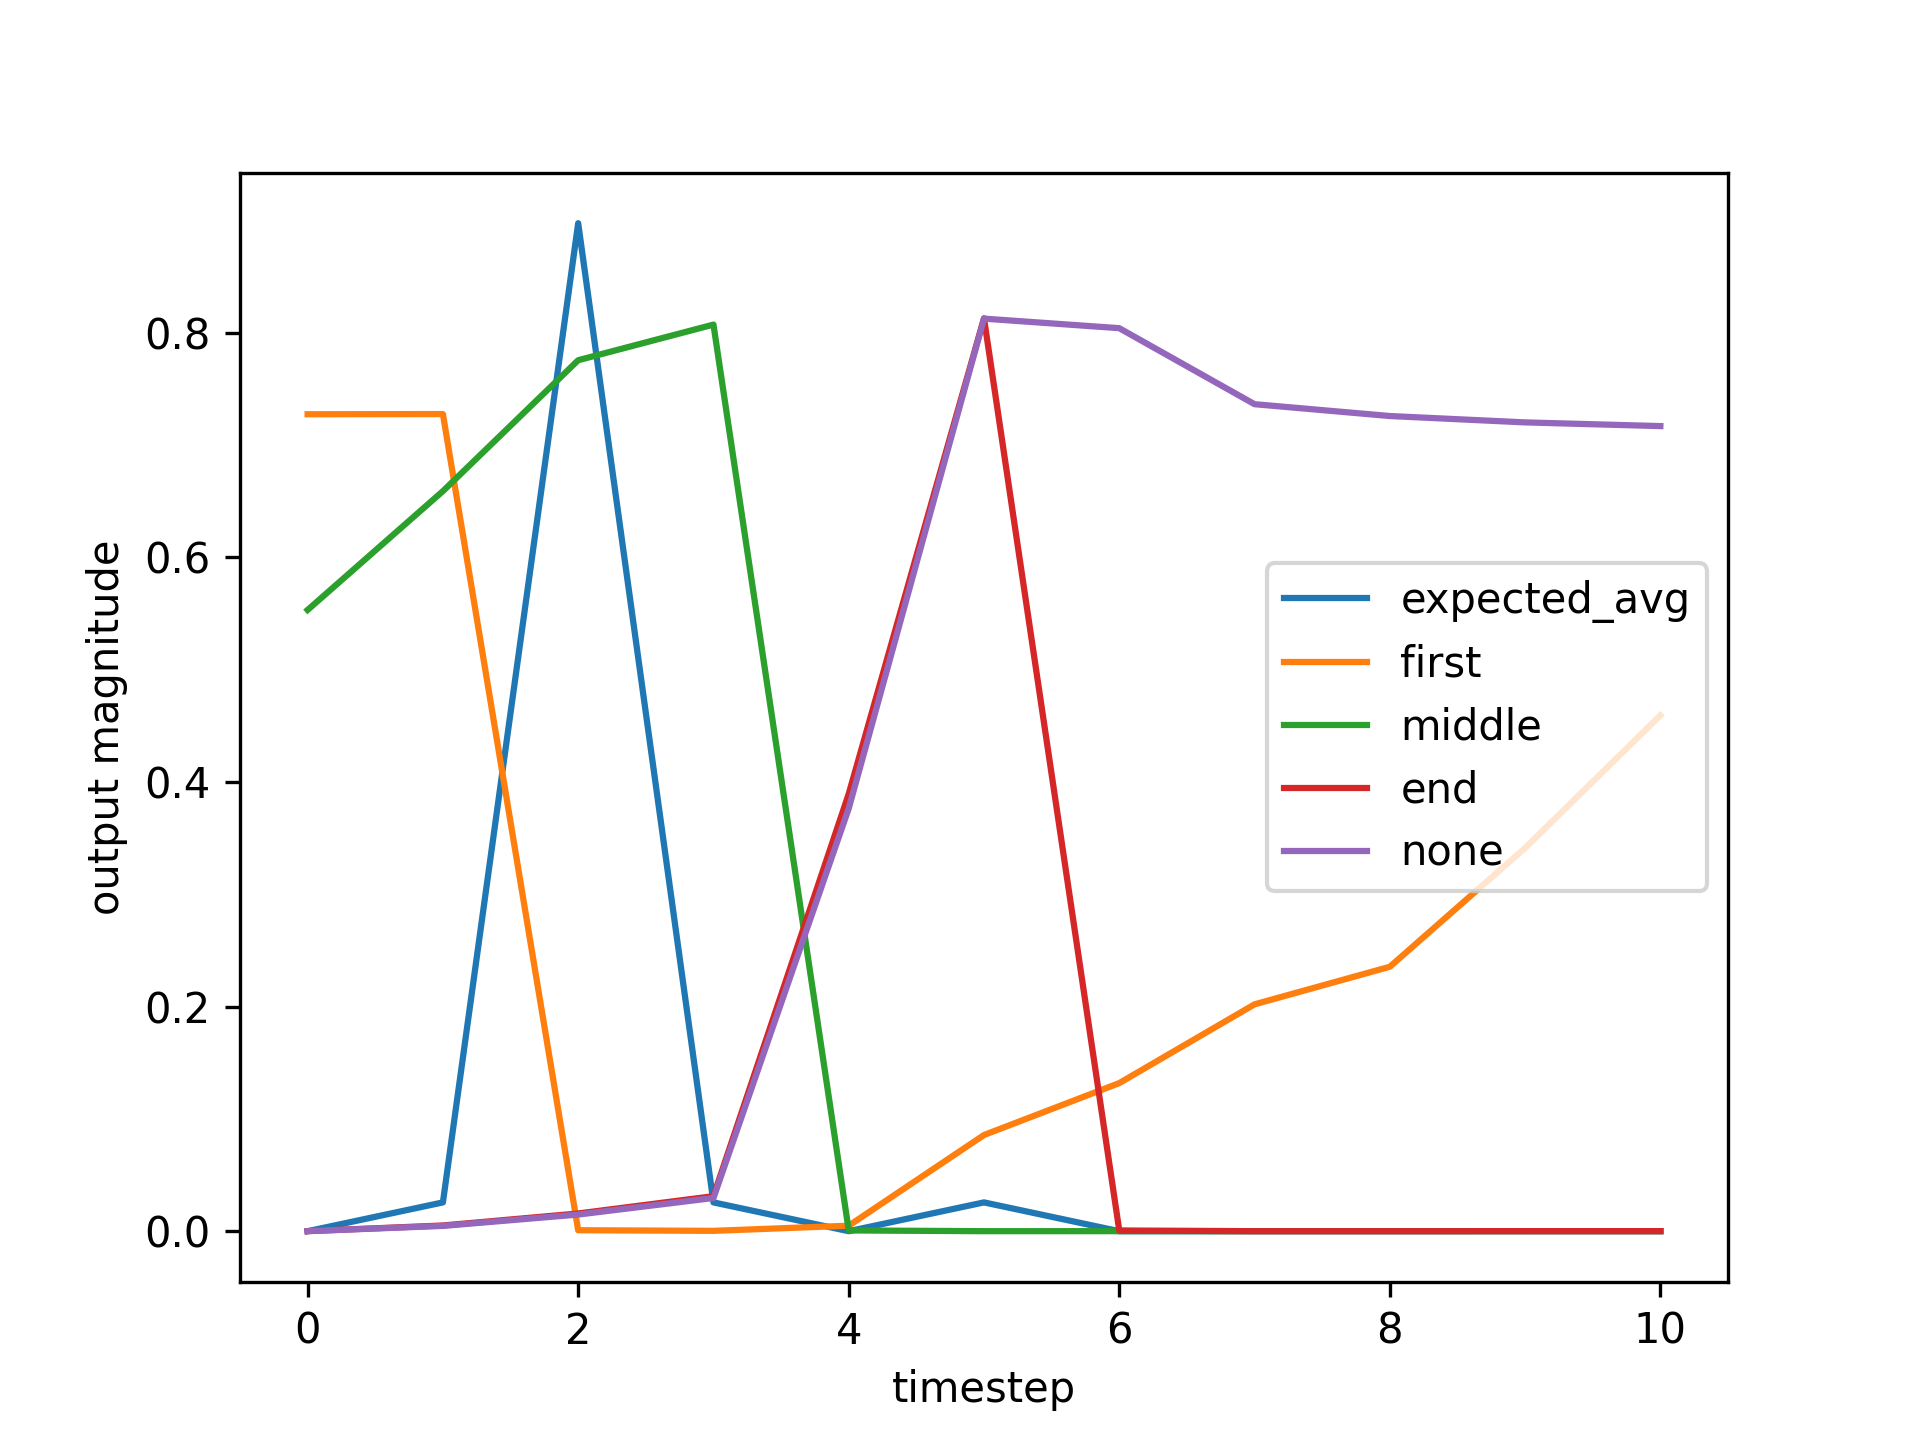 output magnitude
0.8
0.6
0.4
0.2
0.0
0 2 4 6 8 10
timestep
expected_avg
first
middle
end
none